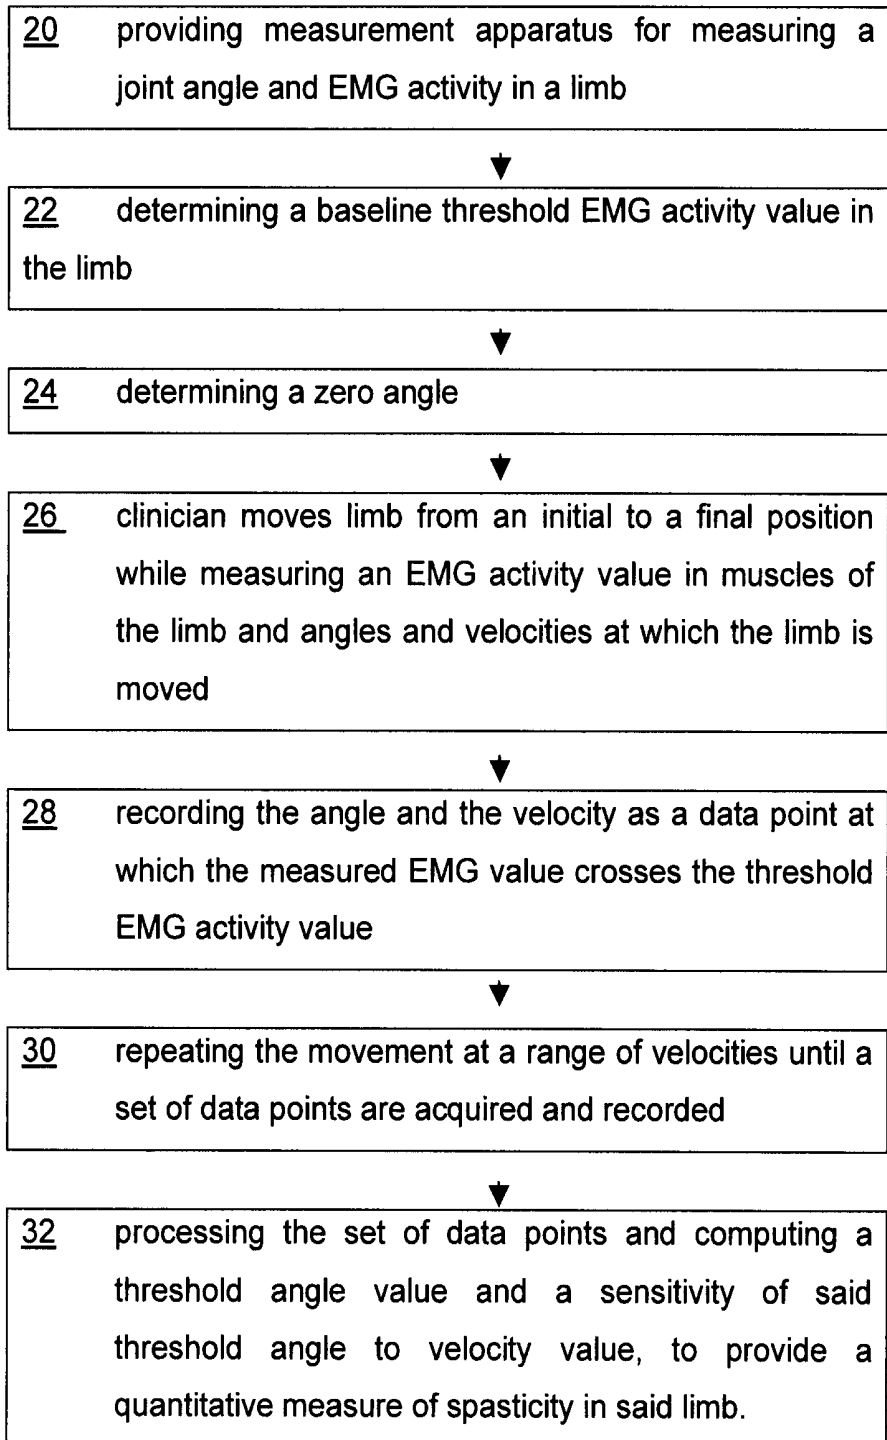 20 providing measurement apparatus for measuring a
joint angle and EMG activity in a limb
22 determining a baseline threshold EMG activity value in
the limb
24 determining a zero angle
26 clinician moves limb from an initial to a final position
while measuring an EMG activity value in muscles of
the limb and angles and velocities at which the limb is
moved
28 recording the angle and the velocity as a data point at
which the measured EMG value crosses the threshold
EMG activity value
30 repeating the movement at a range of velocities until a
set of data points are acquired and recorded
32 processing the set of data points and computing a
threshold angle value and a sensitivity of said
threshold angle to velocity value, to provide a
quantitative measure of spasticity in said limb.